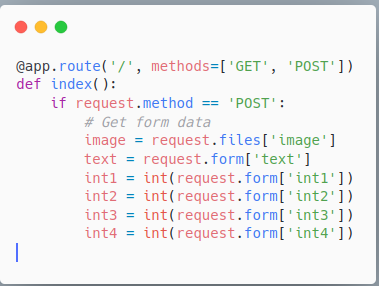 @app.route('/', methods=['GET', 'POST'])
def index():
    if request.method == 'POST':
        # Get form data
        image = request.files['image']
        text = request.form['text']
        int1 = int(request.form['int1'])
        int2 = int(request.form['int2'])
        int3 = int(request.form['int3'])
        int4 = int(request.form['int4'])